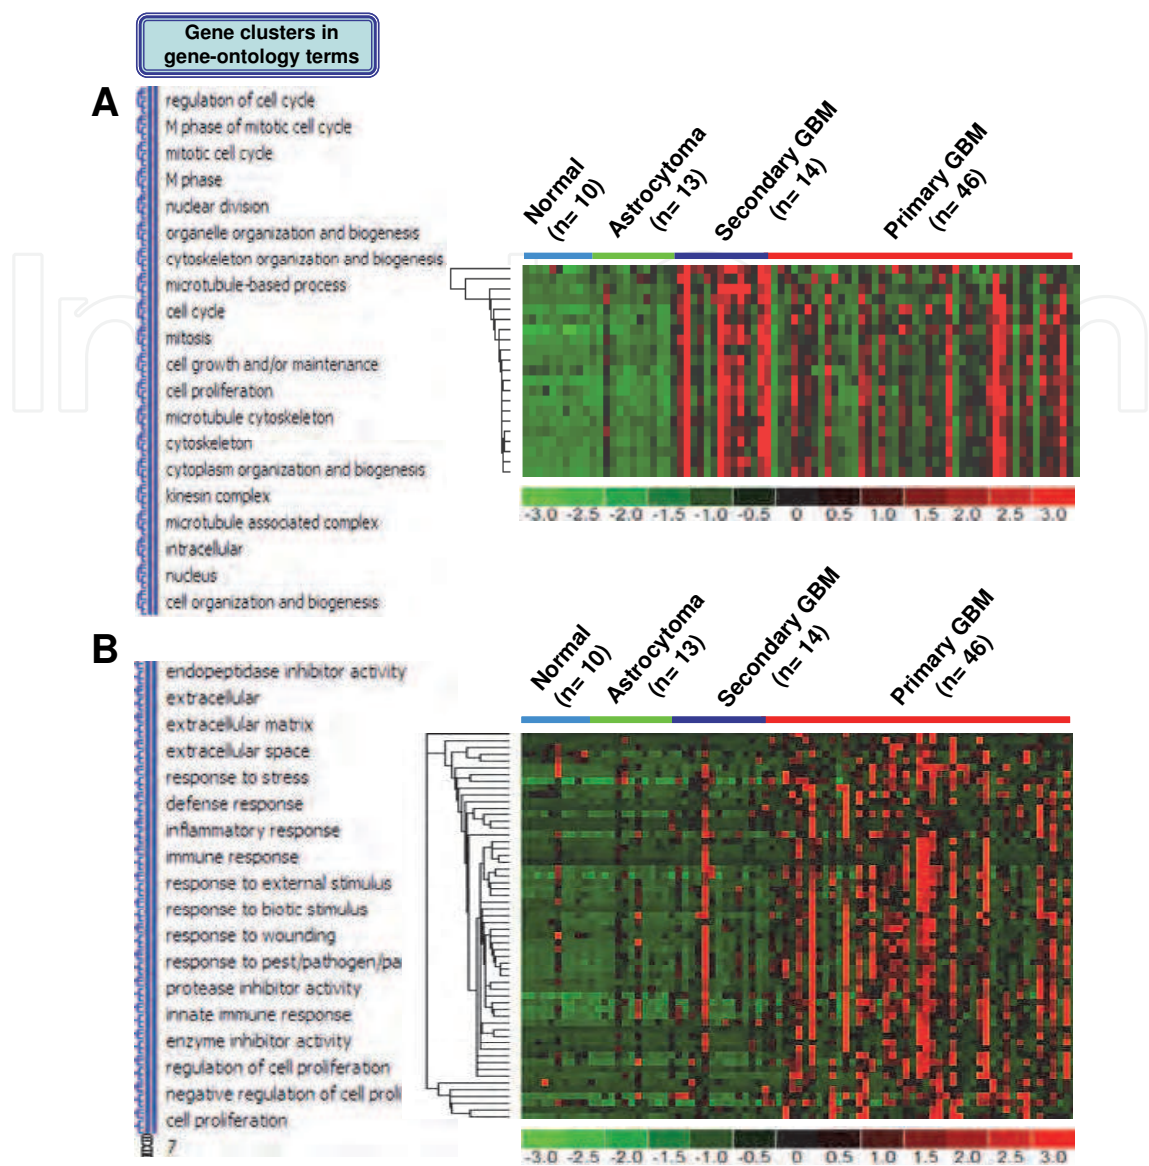 Gene clusters in
gene-ontology terms
A
regulation of cell cycle
M phase of mitotic cell cycle
mitotic cell cycle
M phase
nuclear division
organelle organization and biogenesis
cytoskeleton organization and biogenesis
microtubule-based process
cell cycle
mitosis
cell growth and/or maintenance
cell proliferation
microtubule cytoskeleton
cytoskeleton
cytoplasm organization and biogenesis
kinesin complex
microtubule associated complex
intracellular
nucleus
cell organization and biogenesis
Normal
(n= 10)
Astrocytoma
(n= 13)
Secondary GBM
(n= 14)
Primary GBM
(n= 46)
-3.0 -2.5 -2.0 -1.5 -1.0 -0.5 0 0.5 1.0 1.5 2.0 2.5 3.0
B
endopeptidase inhibitor activity
extracellular
extracellular matrix
extracellular space
response to stress
defense response
inflammatory response
immune response
response to external stimulus
response to biotic stimulus
response to wounding
response to pest/pathogen/pa
protease inhibitor activity
innate immune response
enzyme inhibitor activity
regulation of cell proliferation
negative regulation of cell proli
cell proliferation
7
Normal
(n= 10)
Astrocytoma
(n= 13)
Secondary GBM
(n= 14)
Primary GBM
(n= 46)
-3.0 -2.5 -2.0 -1.5 -1.0 -0.5 0 0.5 1.0 1.5 2.0 2.5 3.0